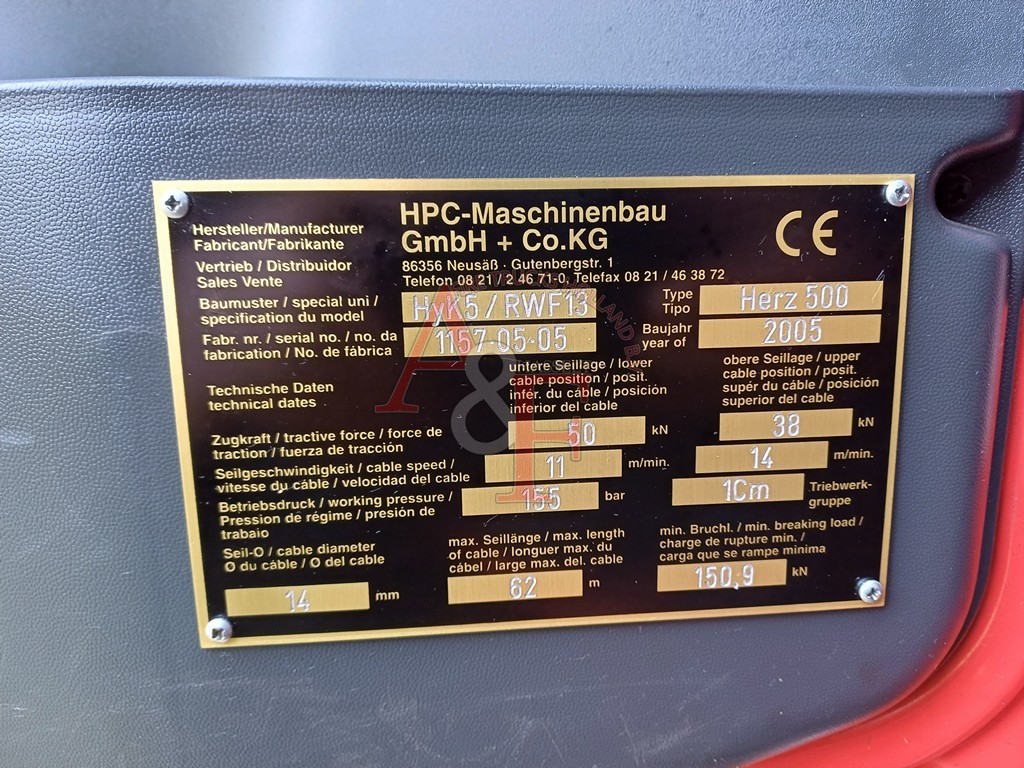 HPC-Maschinenbau
GmbH + Co.KG
CE
Hersteller/Manufacturer
Fabricant/Fabrikante
Vertrieb / Distribuidor
Sales Vente
86356 Neusäß · Gutenbergstr. 1
Telefon 08 21 / 2 46 71-0, Telefax 08 21 / 46 38 72
Baumuster / special uni /
specification du model
HyK5 / RWF13
Type
Tipo
Herz 500
Fabr. nr. / serial no. / no. da
fabrication / No. de fábrica
1157-05-05
Baujahr
year of
2005
Technische Daten
technical dates
untere Seillage / lower
cable position / posit.
infér. du câble / posición
inferior del cable
obere Seillage / upper
cable position / posit.
supér du câble / posición
superior del cable
Zugkraft / tractive force / force de
traction / fuerza de tracción
50 kN
38 kN
Seilgeschwindigkeit / cable speed /
vitesse du câble / velocidad del cable
11 m/min.
14 m/min.
Betriebsdruck / working pressure /
Pression de régime / presión de
trabaio
155 bar
1Cm
Triebwerk-
gruppe
Seil-O / cable diameter
Ø du câble / Ø del cable
14 mm
max. Seillänge / max. length
of cable / longuer max. du
câbel / large max. del. cable
62 m
min. Bruchl. / min. breaking load /
charge de rupture min. /
carga que se rampe minima
150,9 kN
A&F